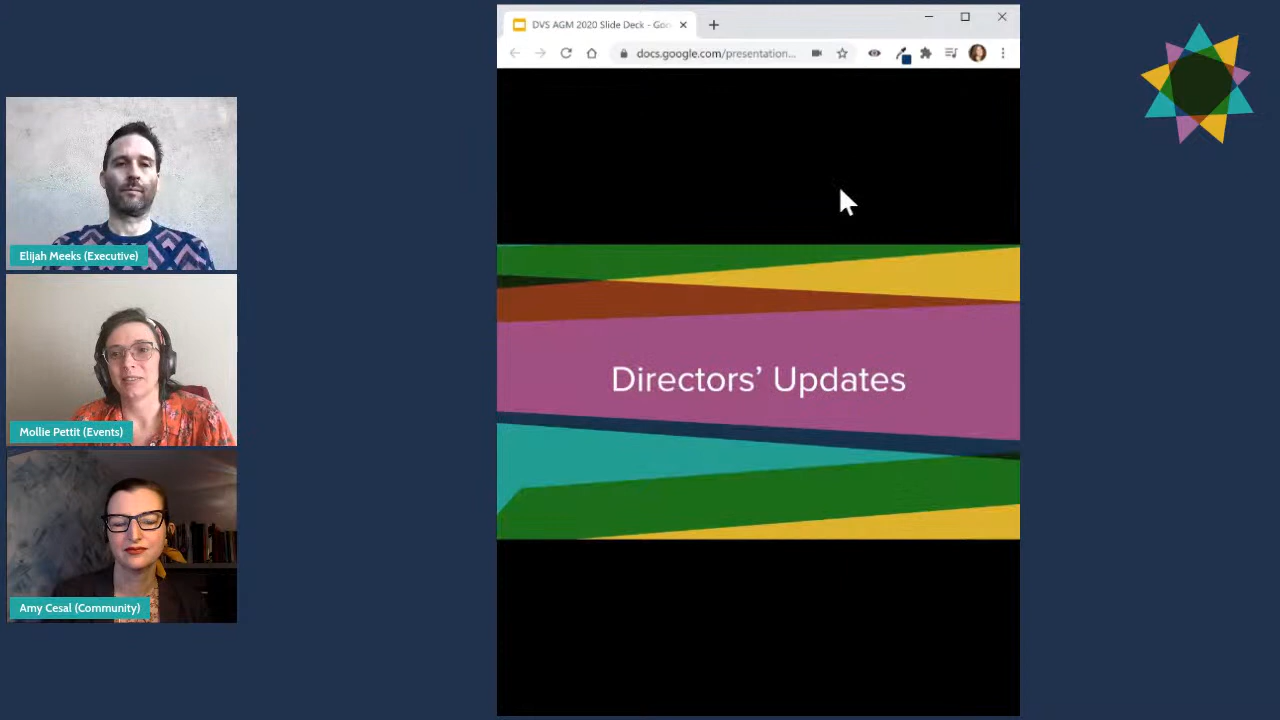 DVS AGM 2020 Slide Deck - Goo
docs.google.com/presentation...
Elijah Meeks (Executive)
Mollie Pettit (Events)
Amy Cesal (Community)
Directors’ Updates